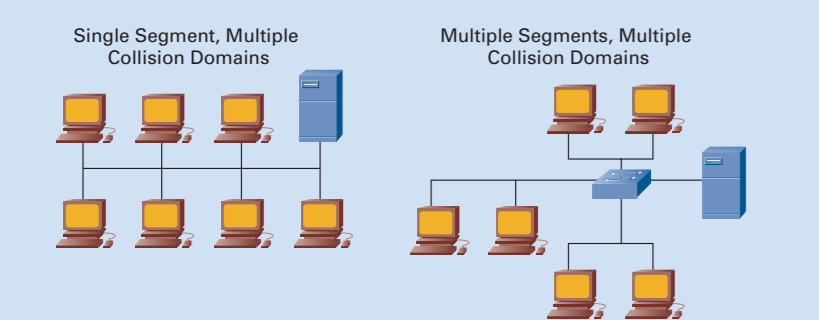 Single Segment, Multiple
Collision Domains
Multiple Segments, Multiple
Collision Domains